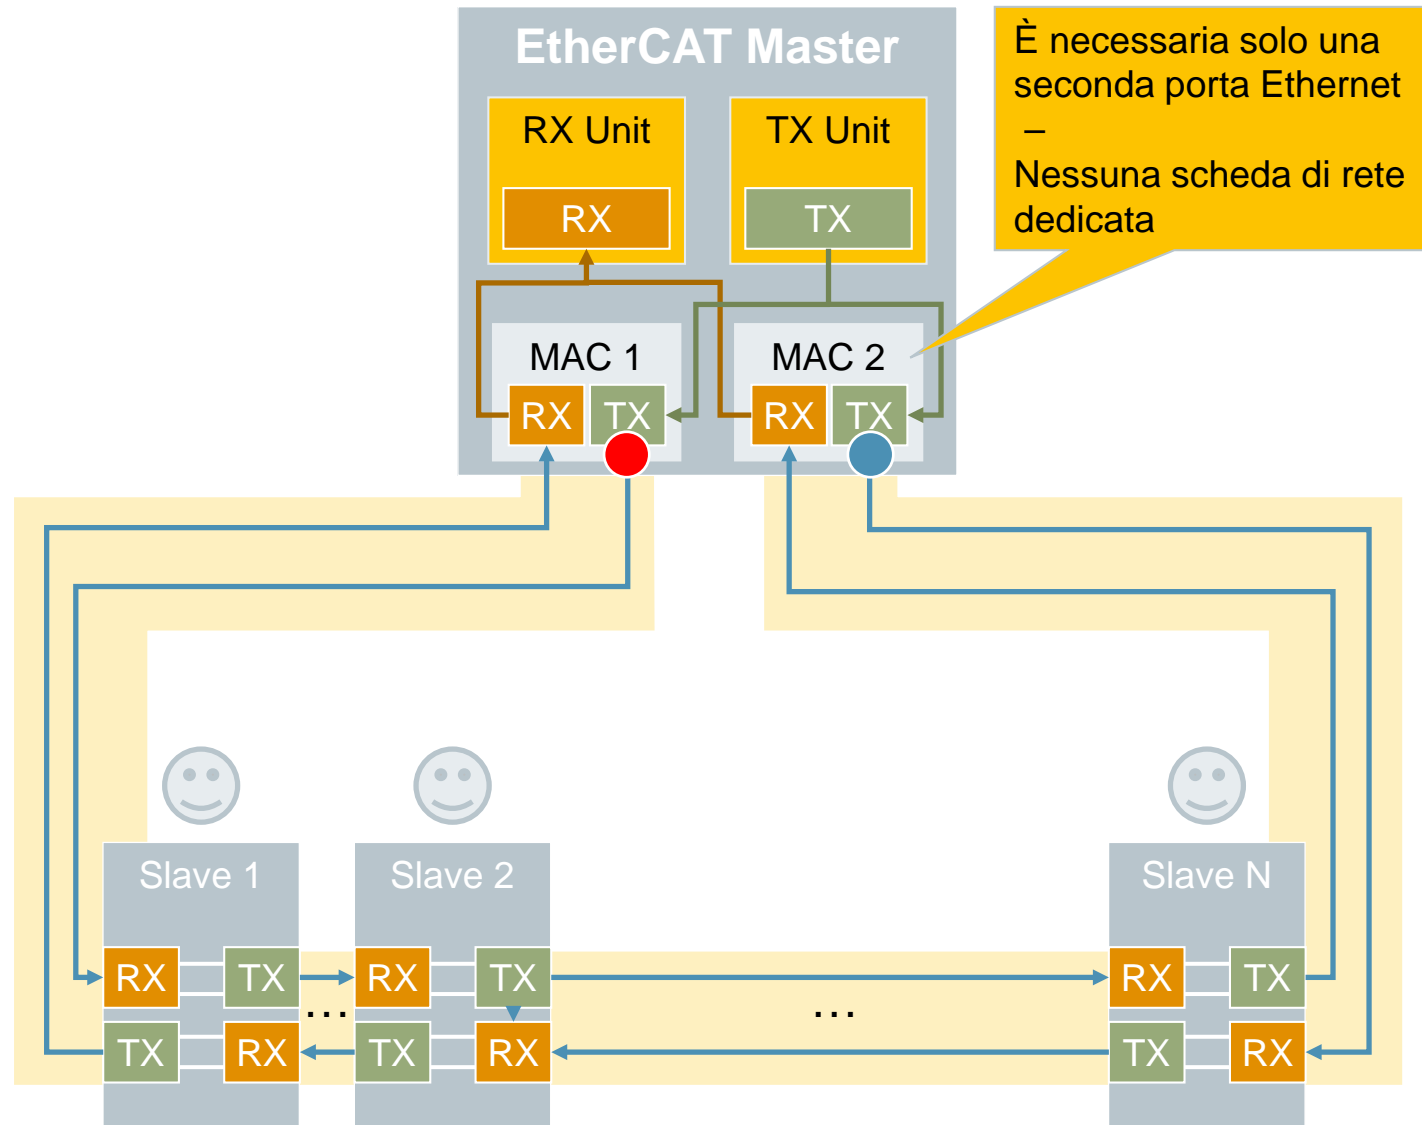 EtherCAT Master
È necessaria solo una
seconda porta Ethernet
–
Nessuna scheda di rete
dedicata
RX Unit
TX Unit
RX
TX
MAC 1
MAC 2
RX
TX
RX
TX
Slave 1
Slave 2
Slave N
RX
TX
RX
TX
RX
TX
...
...
TX
RX
TX
RX
TX
RX